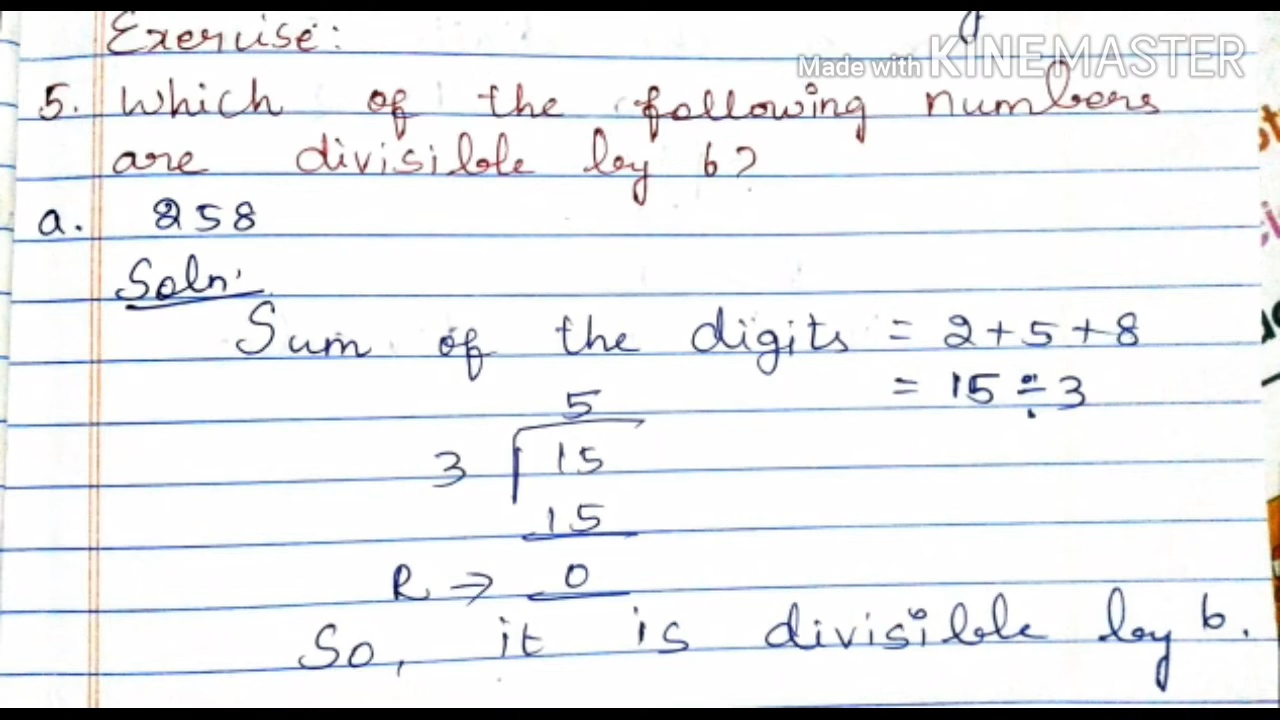 Exercise:
Made with KINEMASTER
5. Which of the following numbers
are divisible by 6?
a. 258
Soln.
Sum of the digits = 2+5+8
= 15 ÷ 3
5
3 15
15
R → 0
So, it is divisible by 6.